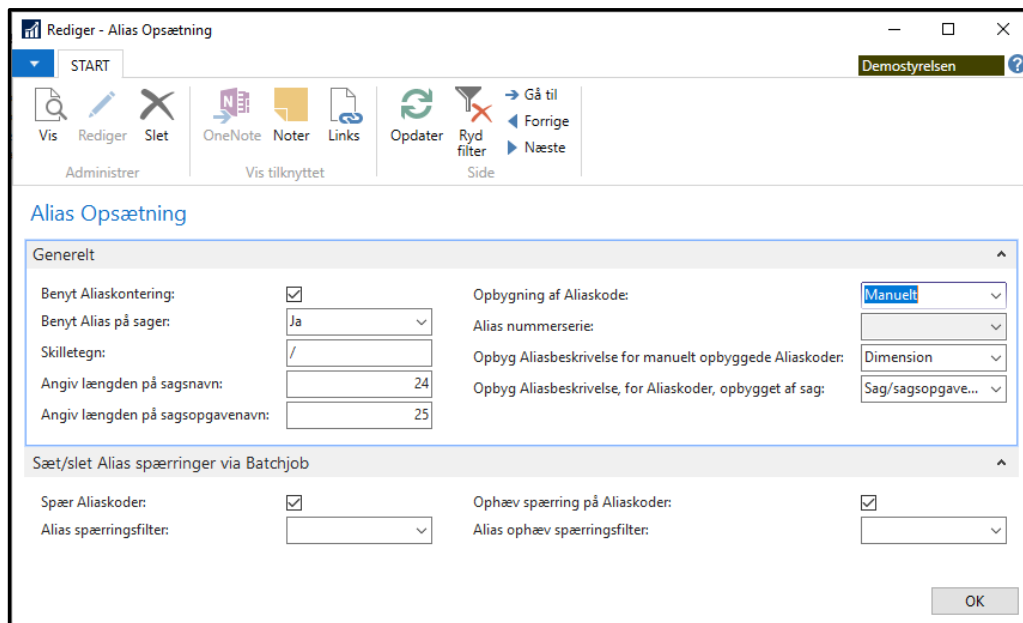 Rediger - Alias Opsætning
START
Demostyrelsen
?
Vis
Rediger
Slet
OneNote
Noter
Links
Opdater
Ryd
filter
Gå til
Forrige
Næste
Administrer
Vis tilknyttet
Side
Alias Opsætning
Generelt
Benyt Aliaskontering:
Benyt Alias på sager: Ja
Skilletegn: /
Angiv længden på sagsnavn: 24
Angiv længden på sagsopgavenavn: 25
Opbygning af Aliaskode: Manuelt
Alias nummerserie:
Opbyg Aliasbeskrivelse for manuelt opbyggede Aliaskoder: Dimension
Opbyg Aliasbeskrivelse, for Aliaskoder, opbygget af sag: Sag/sagsopgave...
Sæt/slet Alias spærringer via Batchjob
Spær Aliaskoder:
Alias spærringsfilter:
Ophæv spærring på Aliaskoder:
Alias ophæv spærringsfilter:
OK